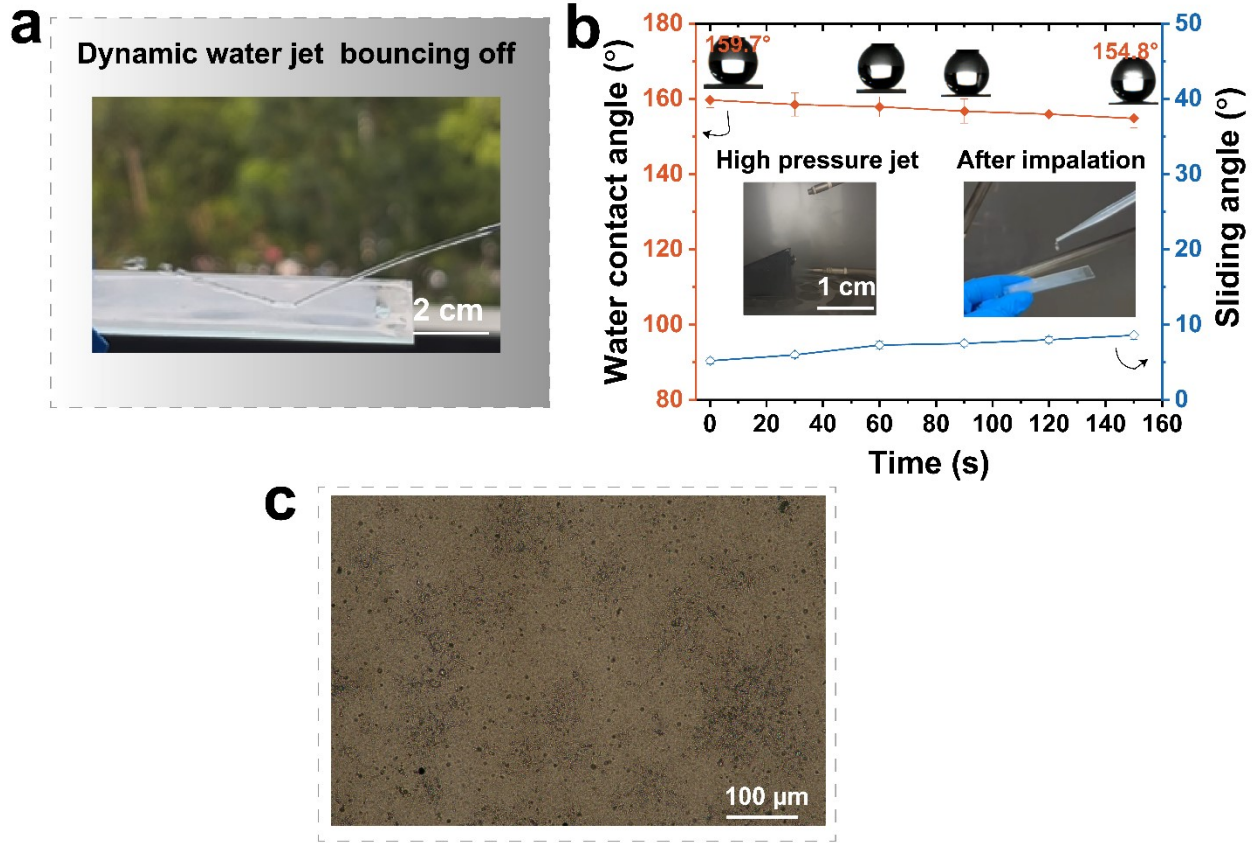 a
Dynamic water jet bouncing off
2 cm
b
Water contact angle (°)
180
160
140
120
100
80
159.7°
154.8°
High pressure jet
After impalation
1 cm
50
40
30
20
10
0
Sliding angle (°)
0 20 40 60 80 100 120 140 160
Time (s)
c
100 µm